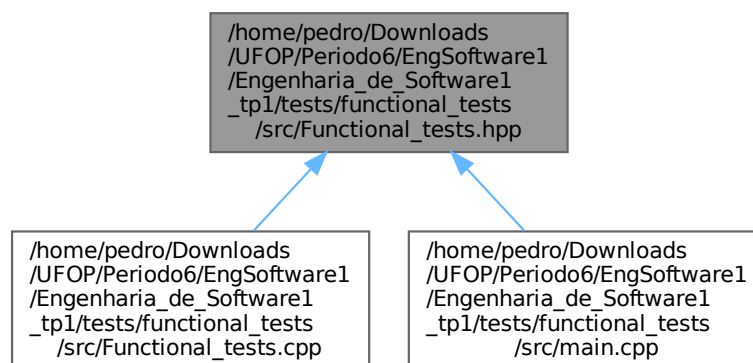 /home/pedro/Downloads
/UFOP/Periodo6/EngSoftware1
/Engenharia_de_Software1
_tp1/tests/functional_tests
/src/Functional_tests.hpp
/home/pedro/Downloads
/UFOP/Periodo6/EngSoftware1
/Engenharia_de_Software1
_tp1/tests/functional_tests
/src/Functional_tests.cpp
/home/pedro/Downloads
/UFOP/Periodo6/EngSoftware1
/Engenharia_de_Software1
_tp1/tests/functional_tests
/src/main.cpp